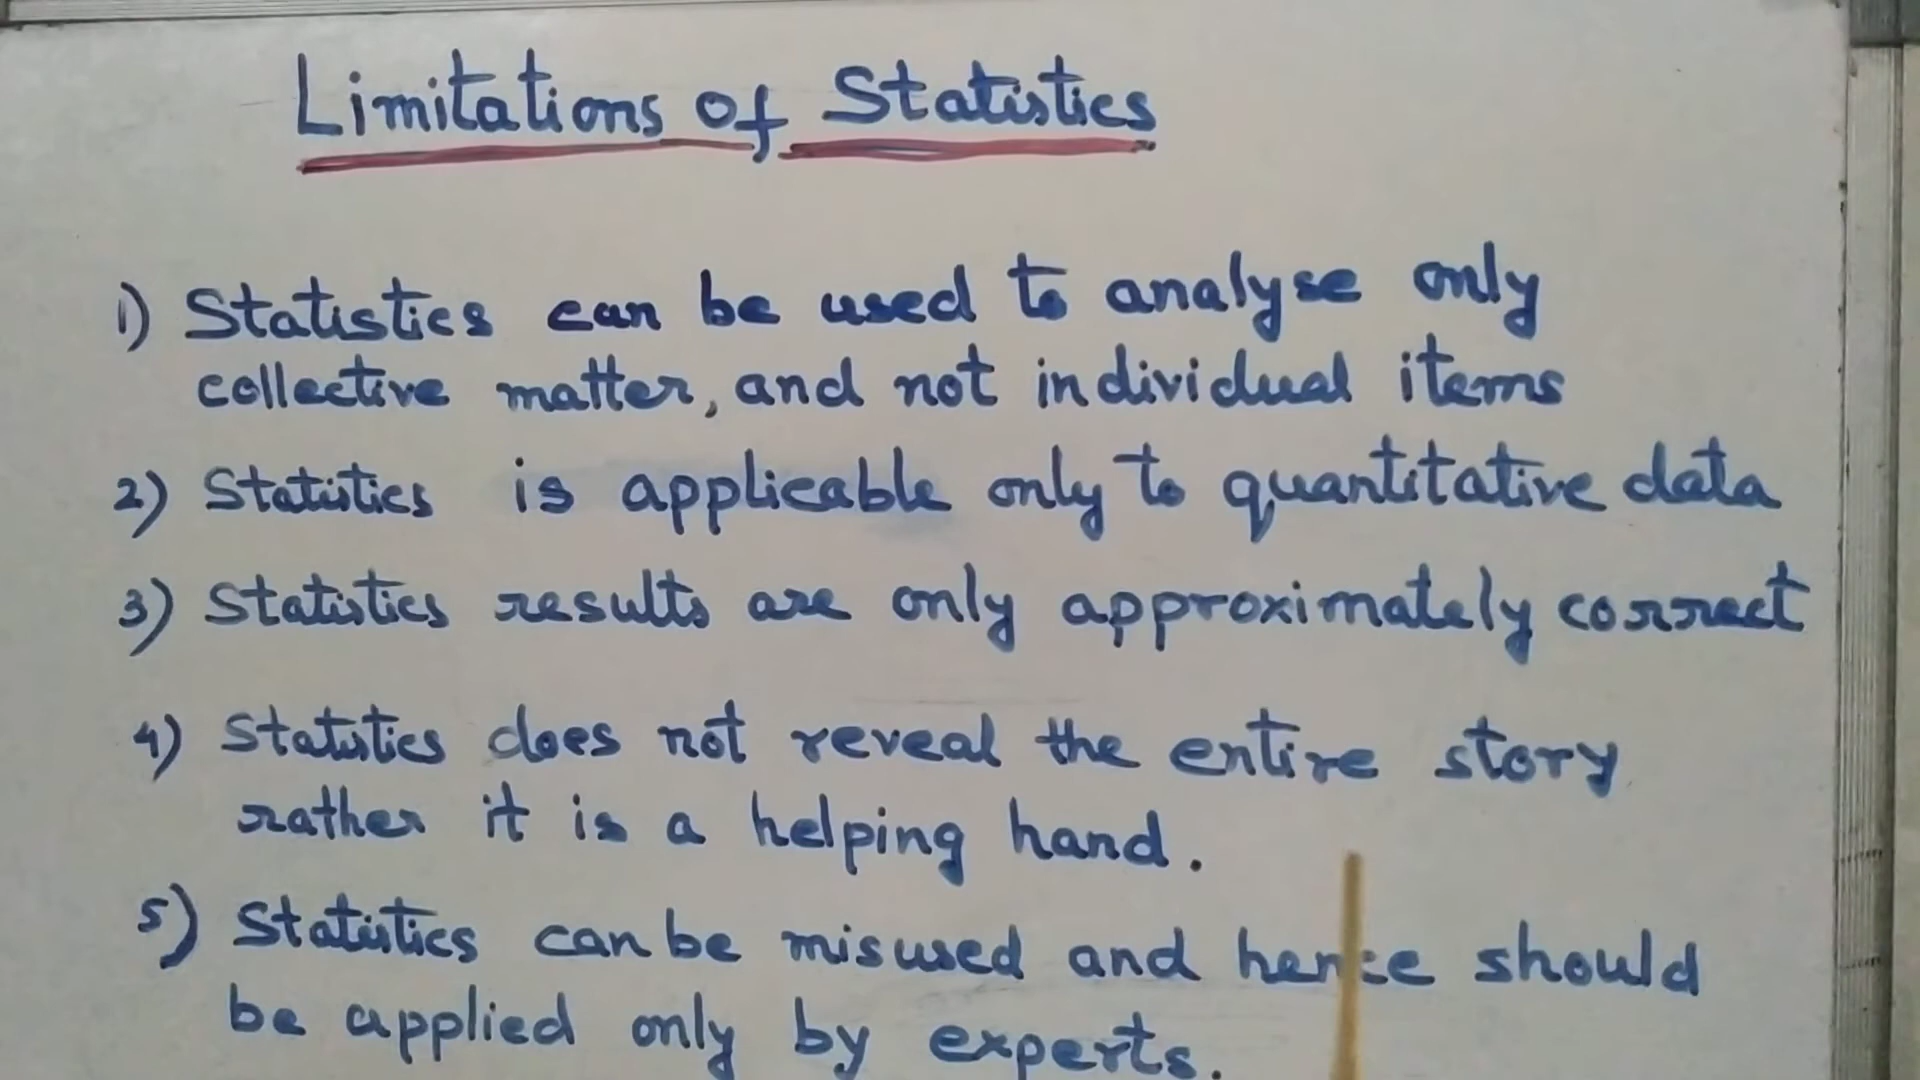 Limitations of Statistics
1) Statistics can be used to analyse only
collective matter, and not individual items
2) Statistics is applicable only to quantitative data
3) Statistics results are only approximately correct
4) Statistics does not reveal the entire story
rather it is a helping hand.
5) Statistics can be misused and hence should
be applied only by experts.